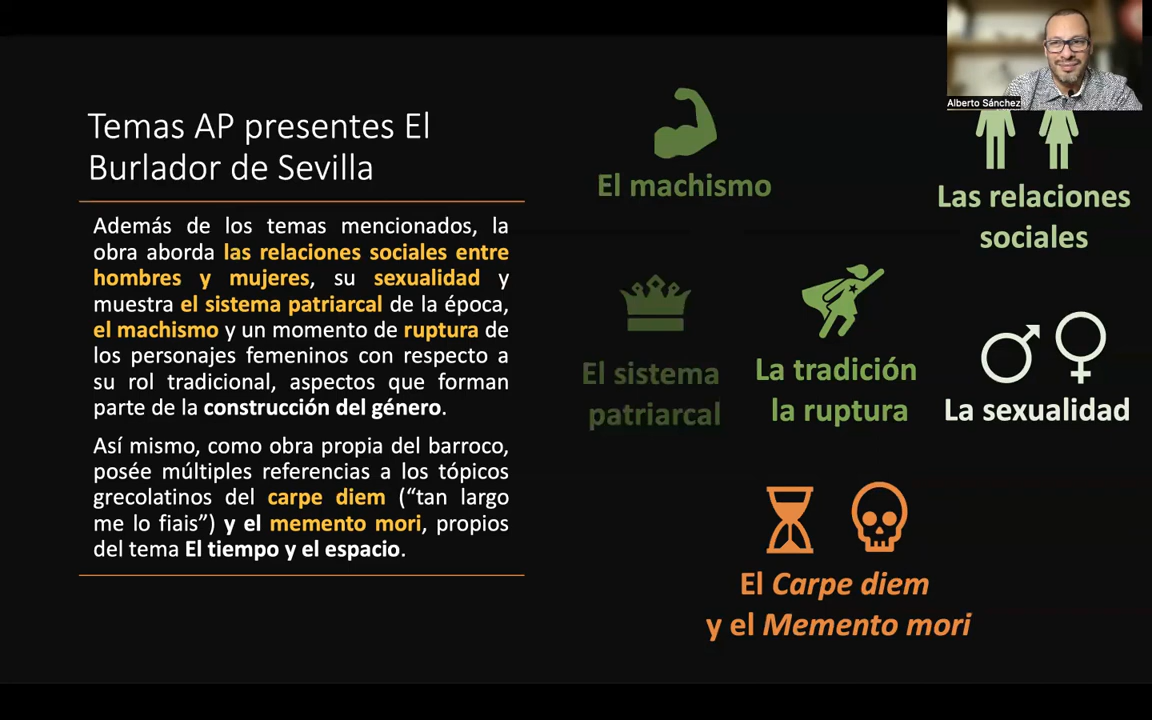 Temas AP presentes El
Burlador de Sevilla
Además de los temas mencionados, la
obra aborda las relaciones sociales entre
hombres y mujeres, su sexualidad y
muestra el sistema patriarcal de la época,
el machismo y un momento de ruptura de
los personajes femeninos con respecto a
su rol tradicional, aspectos que forman
parte de la construcción del género.
Así mismo, como obra propia del barroco,
posée múltiples referencias a los tópicos
grecolatinos del carpe diem (“tan largo
me lo fiais”) y el memento mori, propios
del tema El tiempo y el espacio.
El machismo
Alberto Sánchez
Las relaciones
sociales
El sistema
patriarcal
La tradición
la ruptura
La sexualidad
El Carpe diem
y el Memento mori